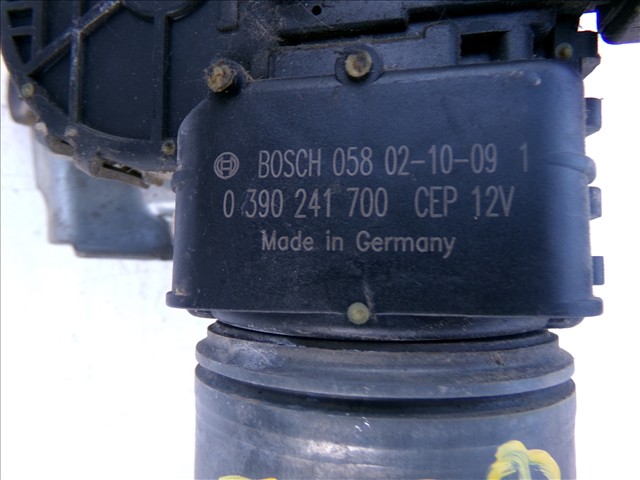 BOSCH 058 02-10-09 1
0 390 241 700 CEP 12V
Made in Germany